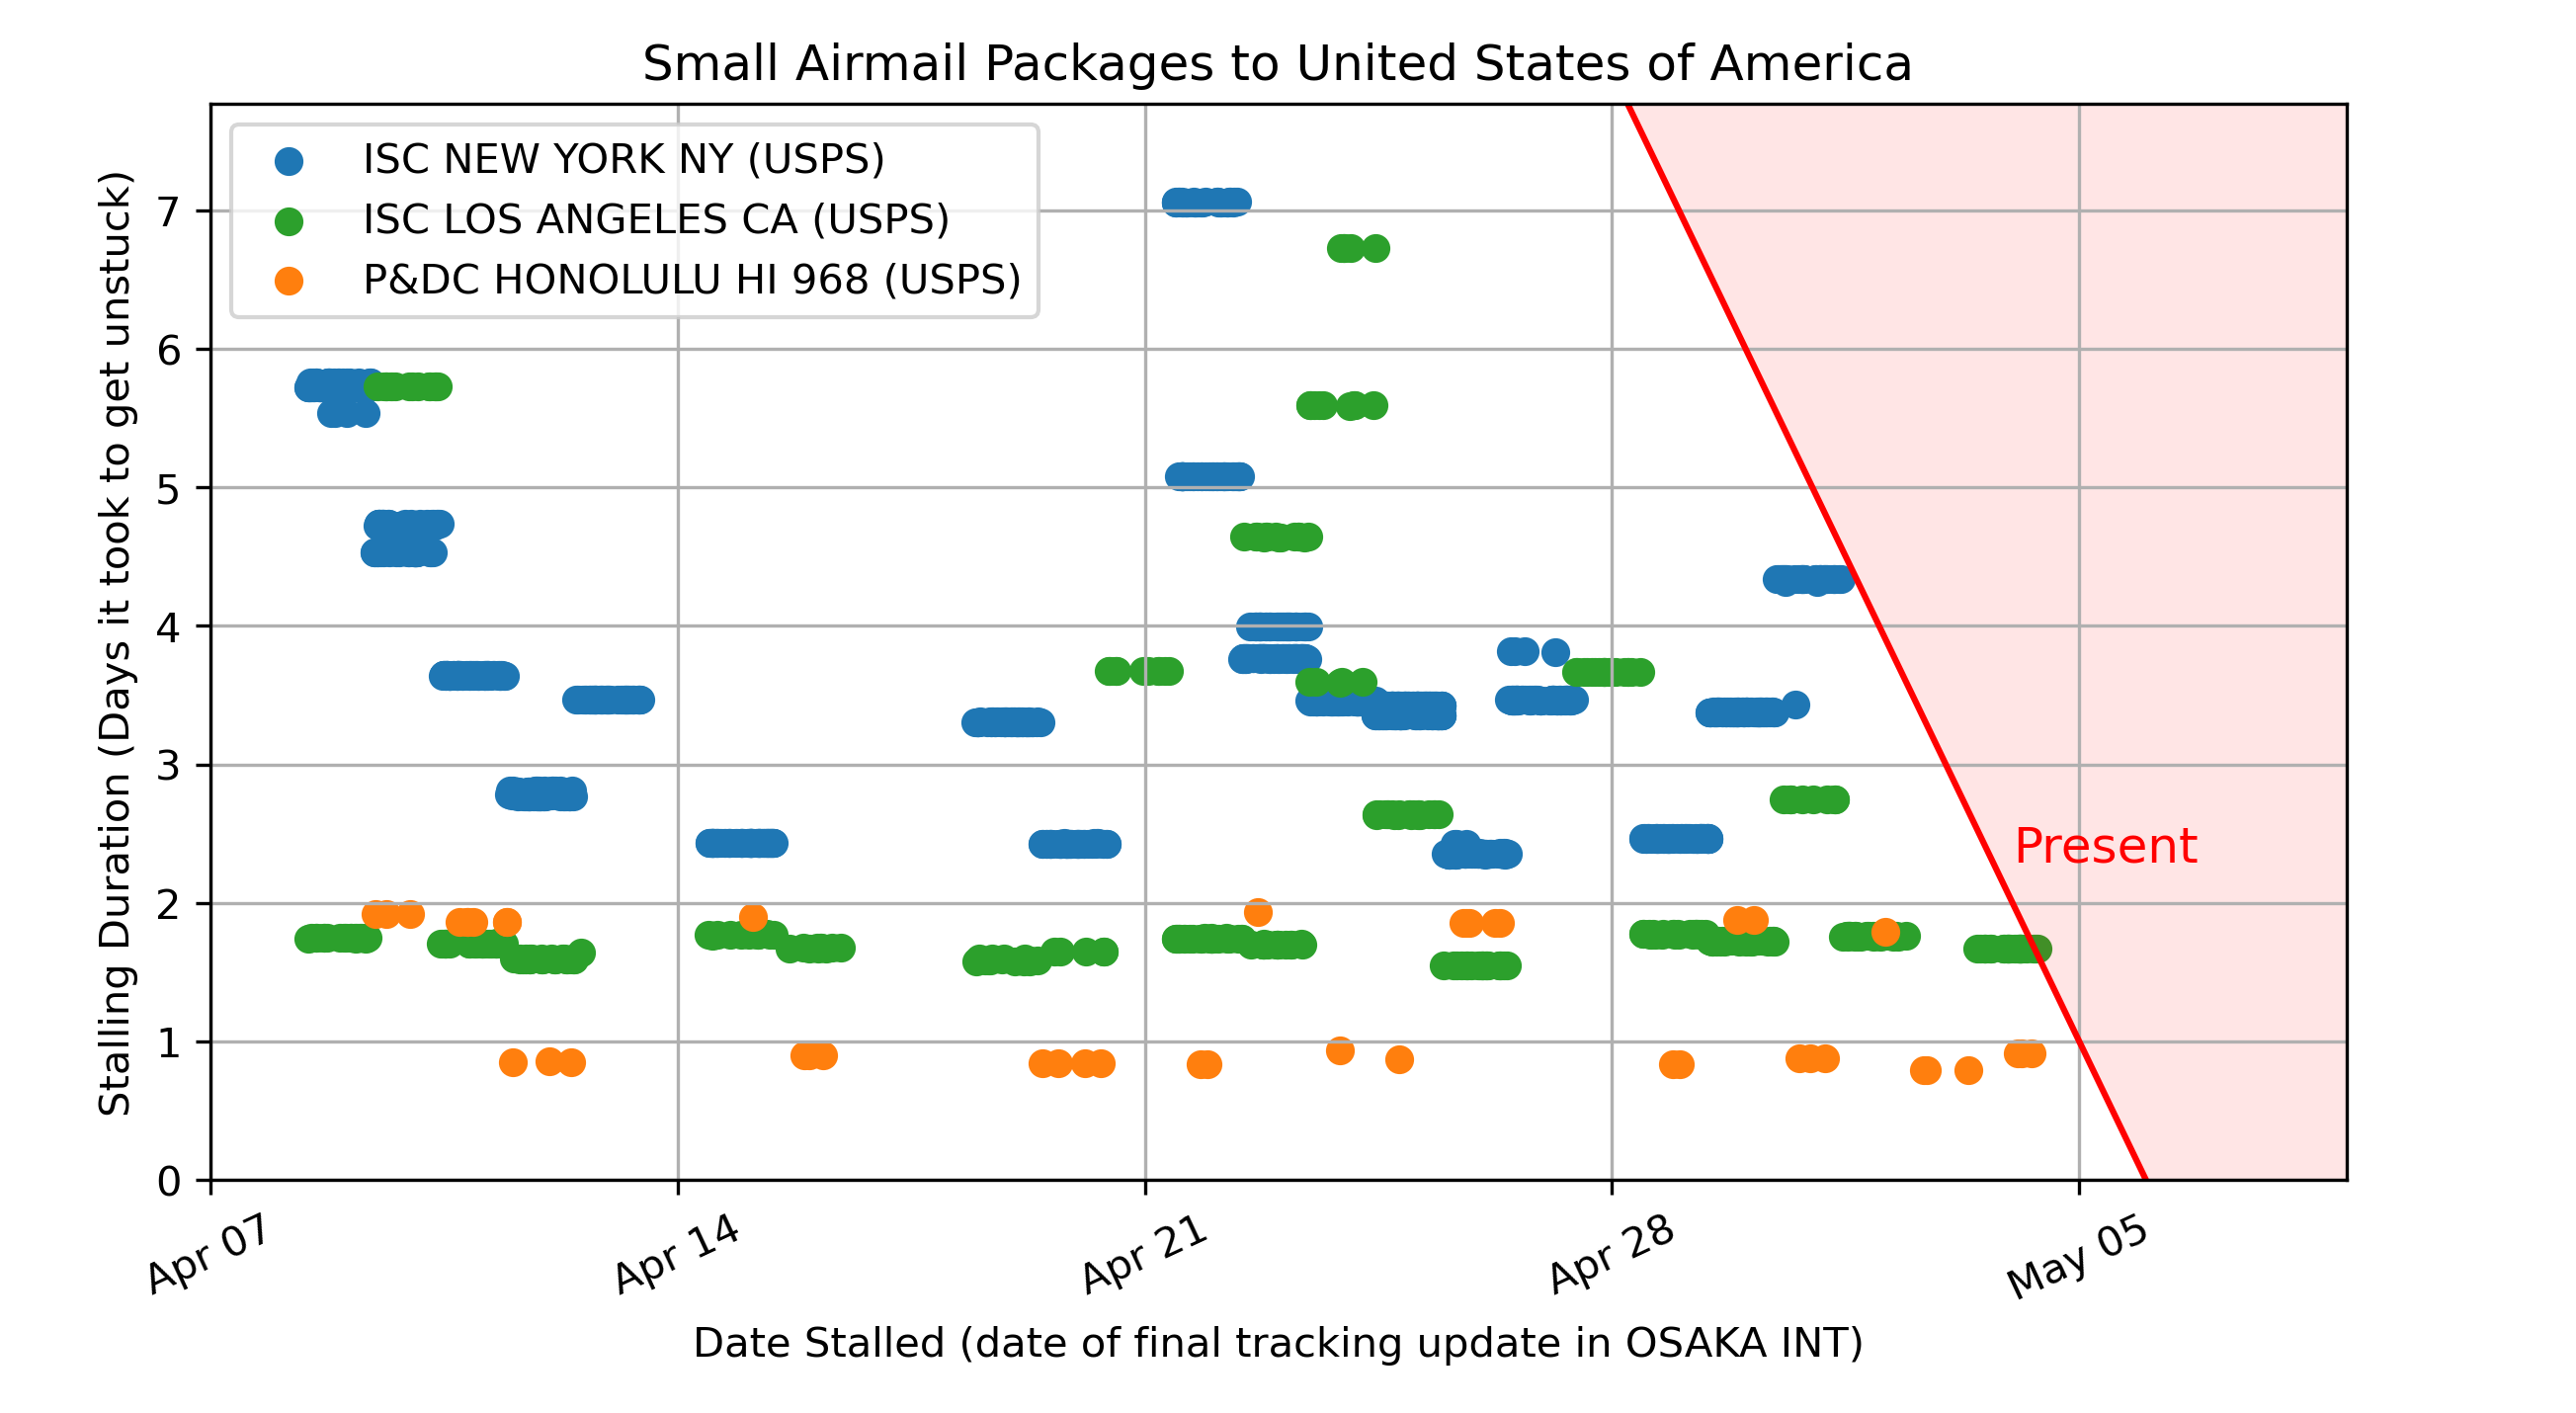 Small Airmail Packages to United States of America
ISC NEW YORK NY (USPS)
ISC LOS ANGELES CA (USPS)
P&DC HONOLULU HI 968 (USPS)
Stalling Duration (Days it took to get unstuck)
7
6
5
4
3
2
1
0
Present
Apr 07
Apr 14
Apr 21
Apr 28
May 05
Date Stalled (date of final tracking update in OSAKA INT)